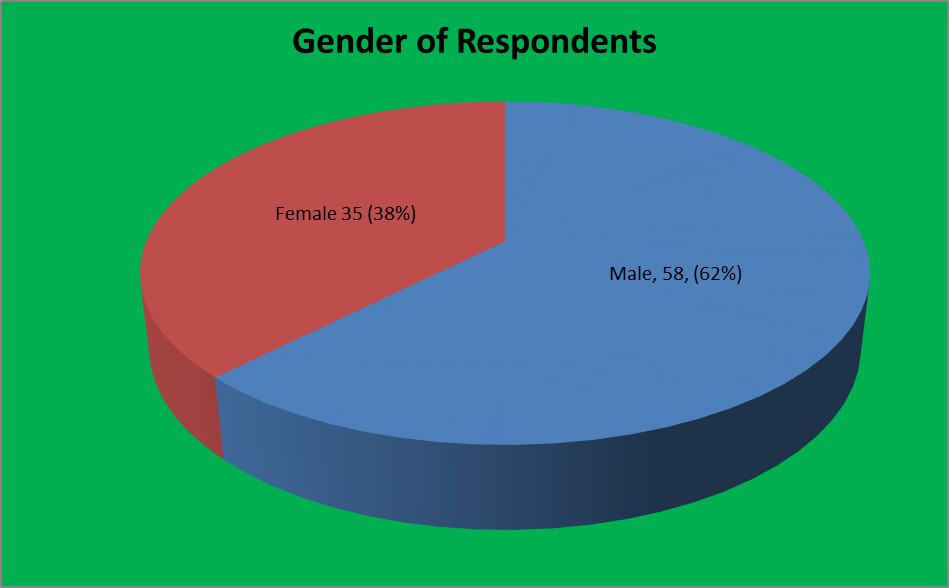 Gender of Respondents
Female 35 (38%)
Male, 58, (62%)